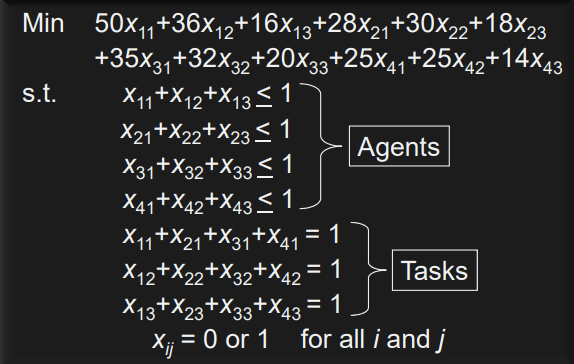 Min 50x₁₁+36x₁₂+16x₁₃+28x₂₁+30x₂₂+18x₂₃
+35x₃₁+32x₃₂+20x₃₃+25x₄₁+25x₄₂+14x₄₃
s.t. x₁₁+x₁₂+x₁₃ ≤ 1
x₂₁+x₂₂+x₂₃ ≤ 1
Agents
x₃₁+x₃₂+x₃₃ ≤ 1
x₄₁+x₄₂+x₄₃ ≤ 1
x₁₁+x₂₁+x₃₁+x₄₁ = 1
x₁₂+x₂₂+x₃₂+x₄₂ = 1 Tasks
x₁₃+x₂₃+x₃₃+x₄₃ = 1
xᵢⱼ = 0 or 1 for all i and j